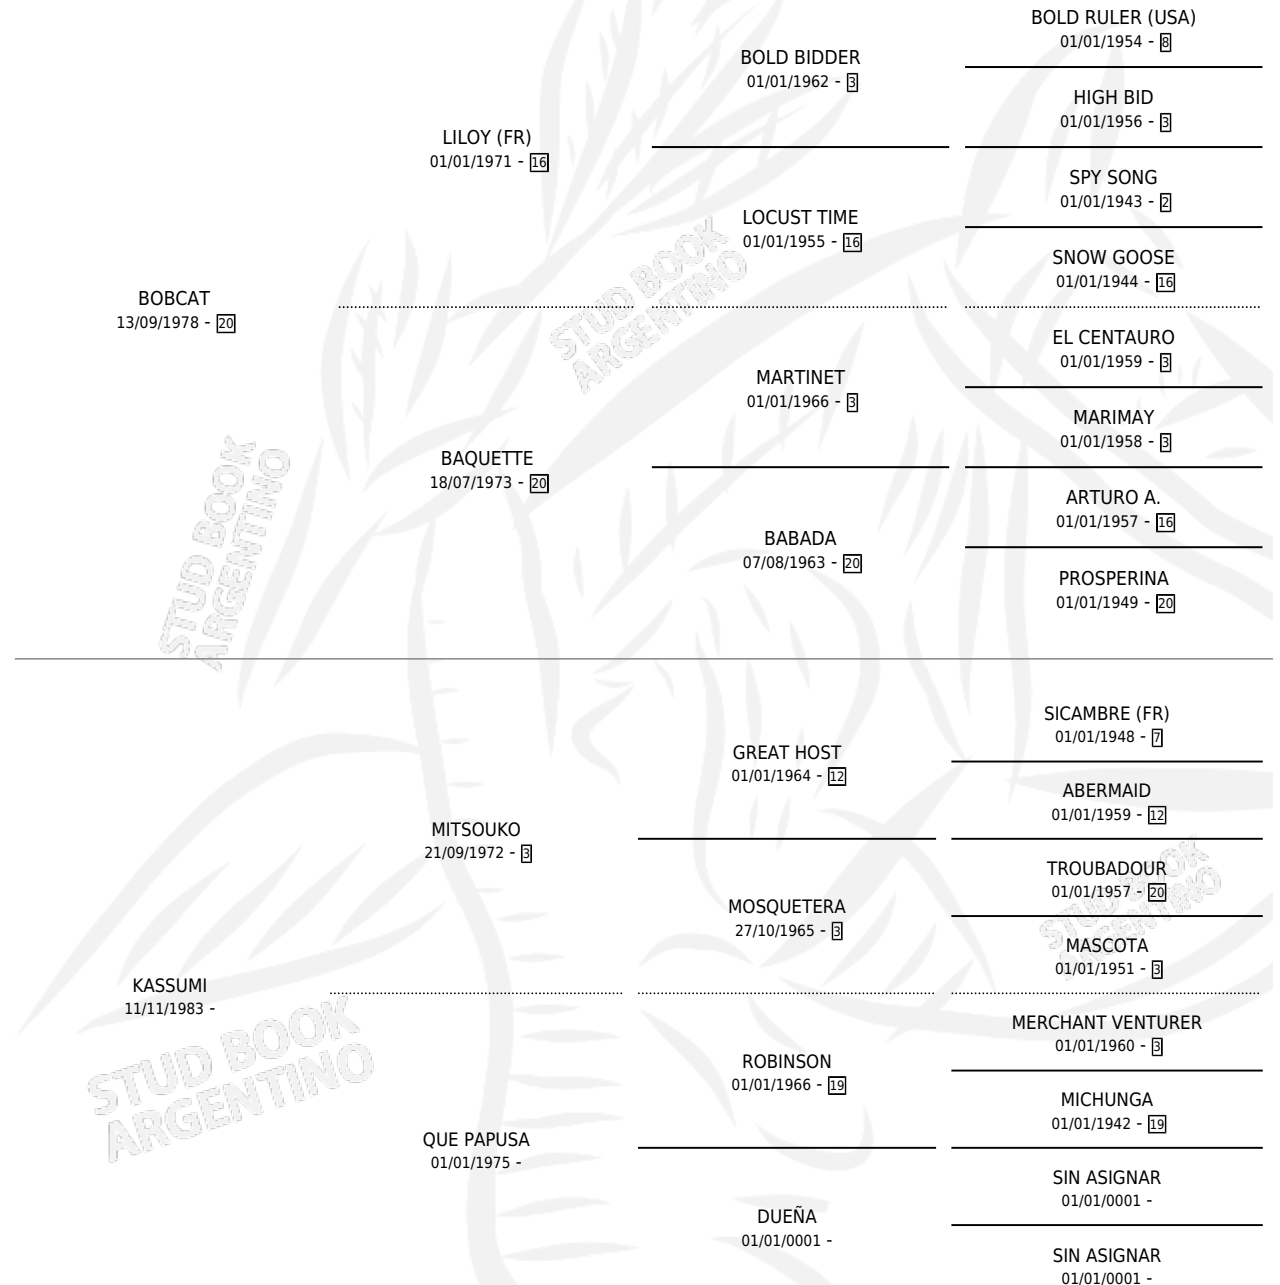 BOLD RULER (USA)
01/01/1954 - 8
BOLD BIDDER
01/01/1962 - 3
HIGH BID
01/01/1956 - 3
LILOY (FR)
01/01/1971 - 16
SPY SONG
01/01/1943 - 2
LOCUST TIME
01/01/1955 - 16
SNOW GOOSE
01/01/1944 - 16
BOBCAT
13/09/1978 - 20
STUD BOOK
ARGENTINO
EL CENTAURO
01/01/1959 - 3
MARTINET
01/01/1966 - 3
MARIMAY
01/01/1958 - 3
BAQUETTE
18/07/1973 - 20
ARTURO A.
01/01/1957 - 16
BABADA
07/08/1963 - 20
PROSPERINA
01/01/1949 - 20
STUD BOOK
ARGENTINO
SICAMBRE (FR)
01/01/1948 - 7
GREAT HOST
01/01/1964 - 12
ABERMAID
01/01/1959 - 12
MITSOUKO
21/09/1972 - 3
TROUBADOUR
01/01/1957 - 20
MOSQUETERA
27/10/1965 - 3
MASCOTA
01/01/1951 - 3
STUD BOOK
ARGENTINO
KASSUMI
11/11/1983 -
MERCHANT VENTURER
01/01/1960 - 3
ROBINSON
01/01/1966 - 19
MICHUNGA
01/01/1942 - 19
STUD BOOK
ARGENTINO
QUE PAPUSA
01/01/1975 -
SIN ASIGNAR
01/01/0001 -
DUEÑA
01/01/0001 -
SIN ASIGNAR
01/01/0001 -